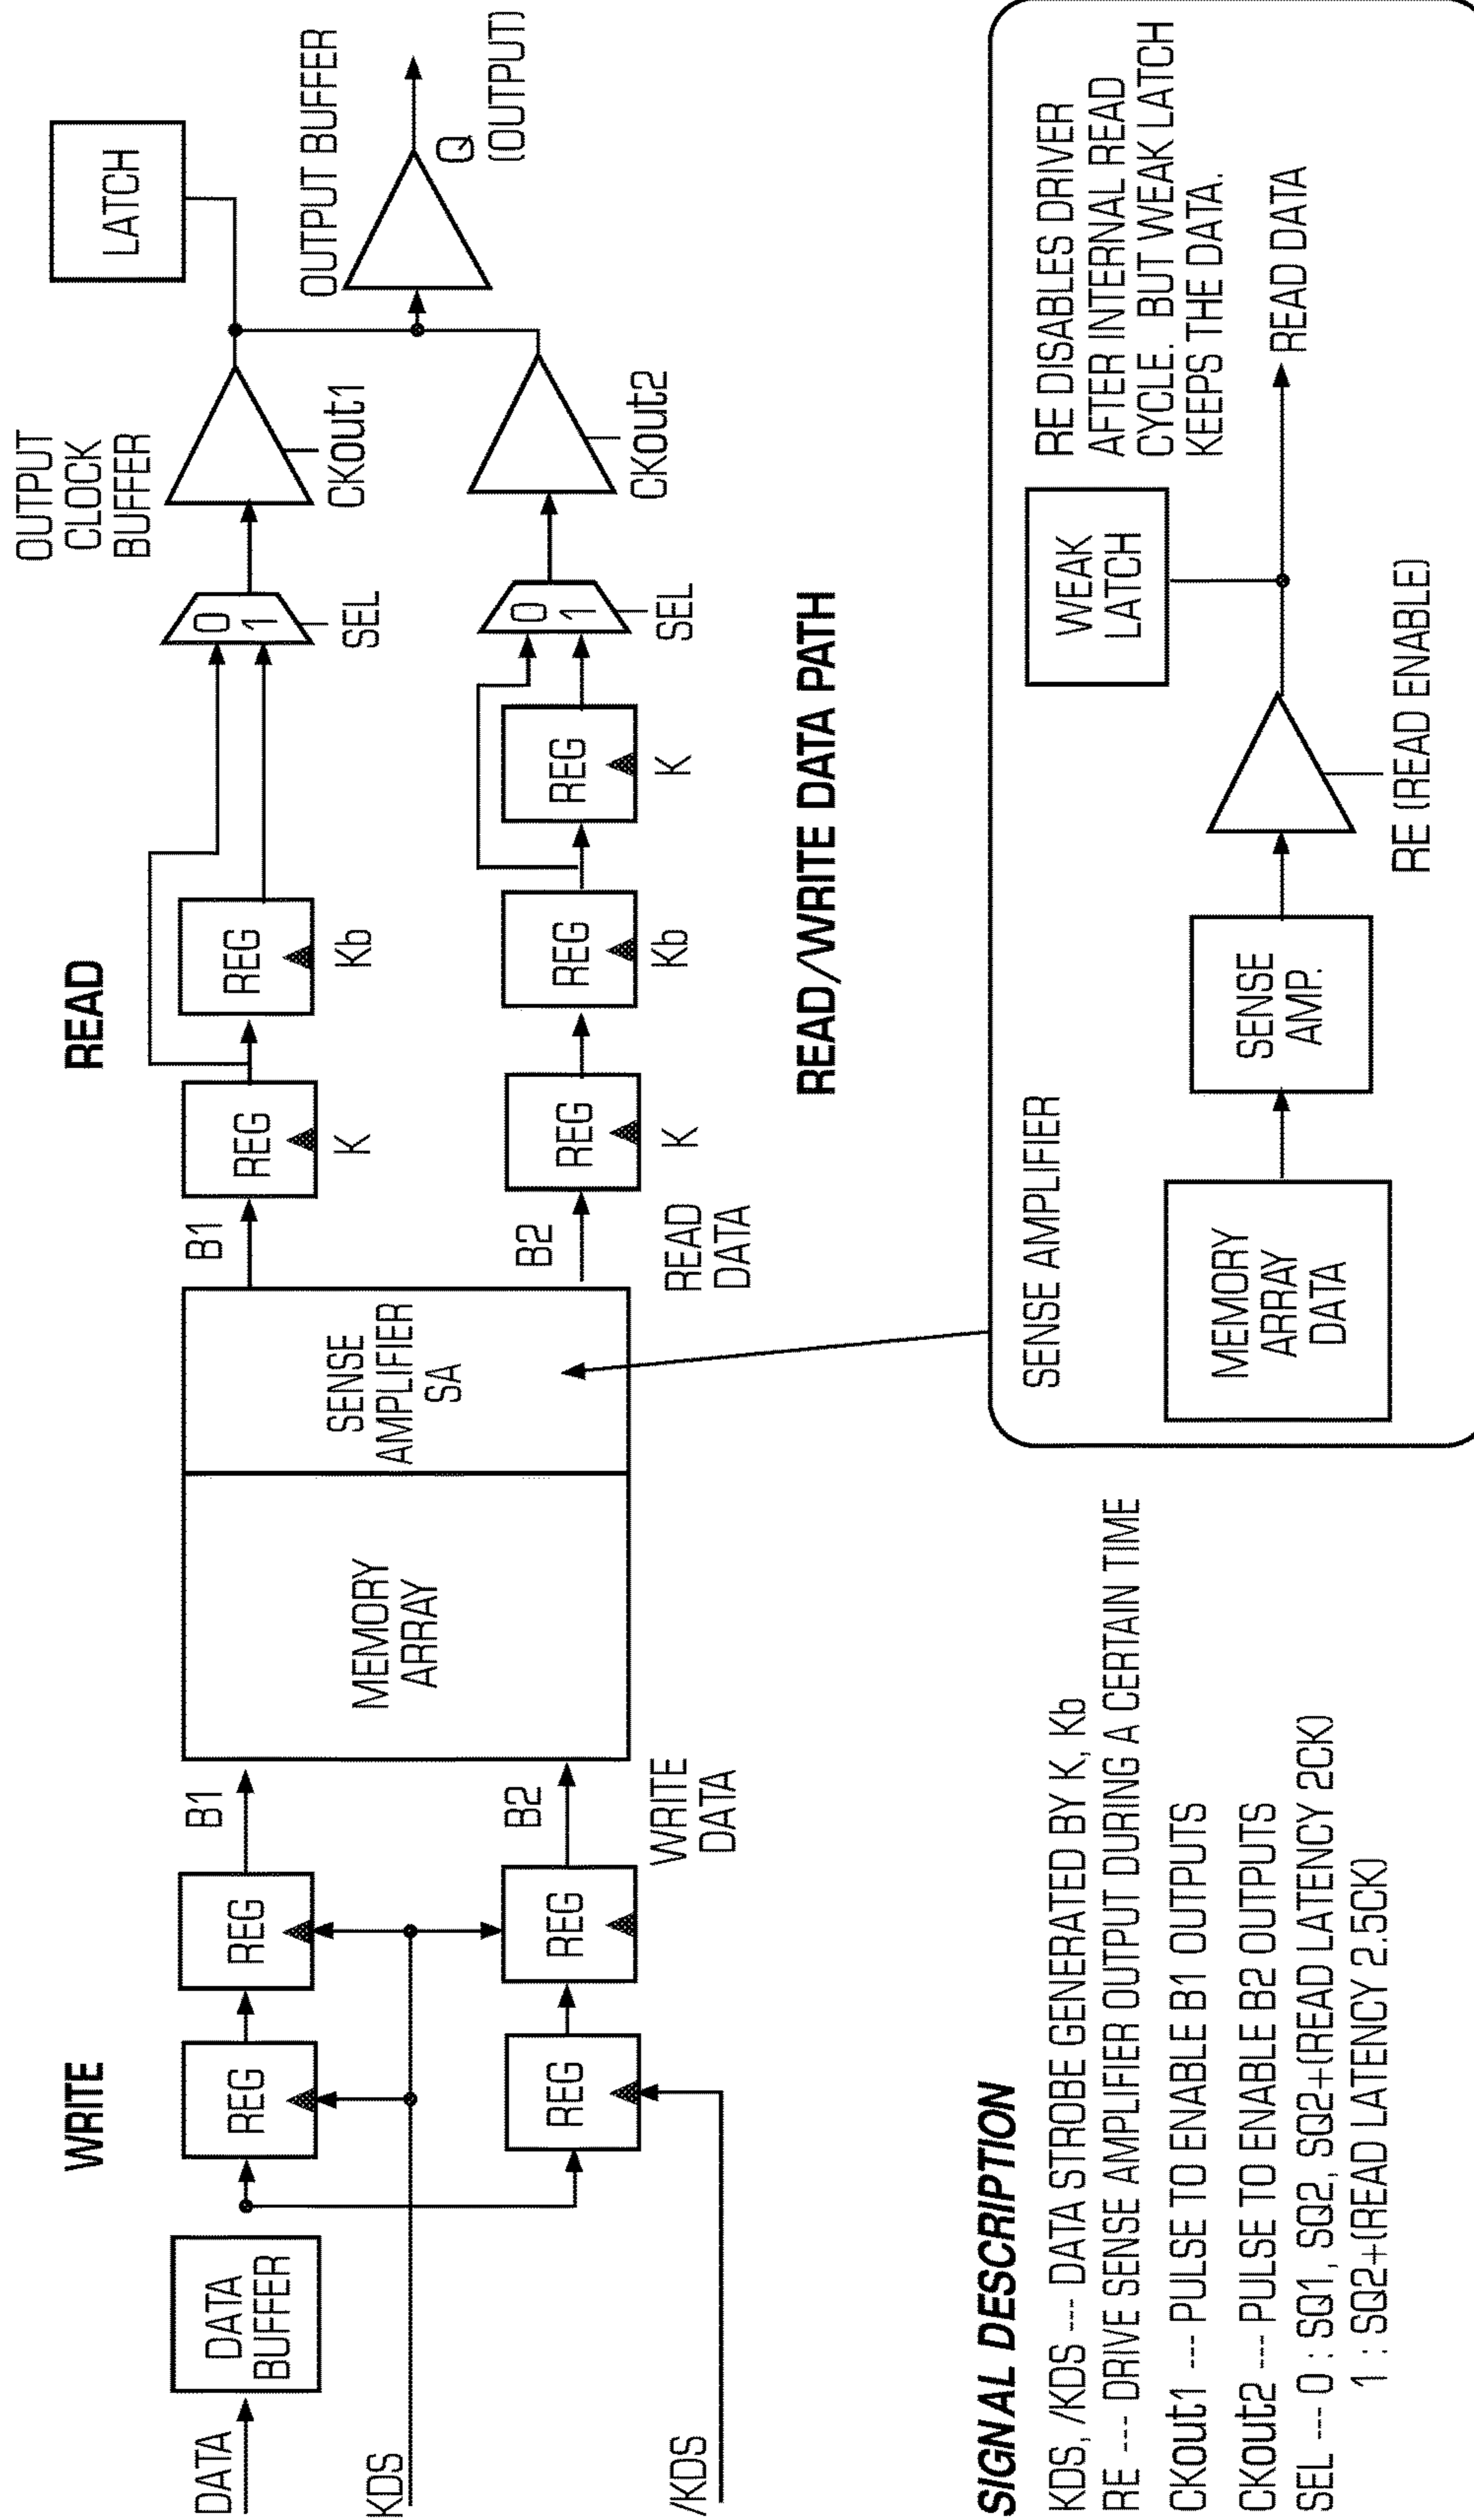 WRITE
READ
DATA
DATA
BUFFER
KDS
/KDS
REG
REG
REG
REG
B1
B2
WRITE
DATA
MEMORY
ARRAY
SENSE
AMPLIFIER
SA
B1
B2
READ
DATA
REG
K
REG
Kb
REG
K
REG
Kb
REG
K
0
1
SEL
0
1
SEL
OUTPUT
CLOCK
BUFFER
CKout1
CKout2
LATCH
OUTPUT BUFFER
Q
(OUTPUT)
READ/WRITE DATA PATH
SIGNAL DESCRIPTION
KDS, /KDS --- DATA STROBE GENERATED BY K, Kb
RE --- DRIVE SENSE AMPLIFIER OUTPUT DURING A CERTAIN TIME
CKout1 --- PULSE TO ENABLE B1 OUTPUTS
CKout2 --- PULSE TO ENABLE B2 OUTPUTS
SEL --- 0 : SQ1, SQ2, SQ2+(READ LATENCY 2CK)
1 : SQ2+(READ LATENCY 2.5CK)
SENSE AMPLIFIER
MEMORY
ARRAY
DATA
SENSE
AMP.
RE (READ ENABLE)
WEAK
LATCH
READ DATA
RE DISABLES DRIVER
AFTER INTERNAL READ
CYCLE. BUT WEAK LATCH
KEEPS THE DATA.